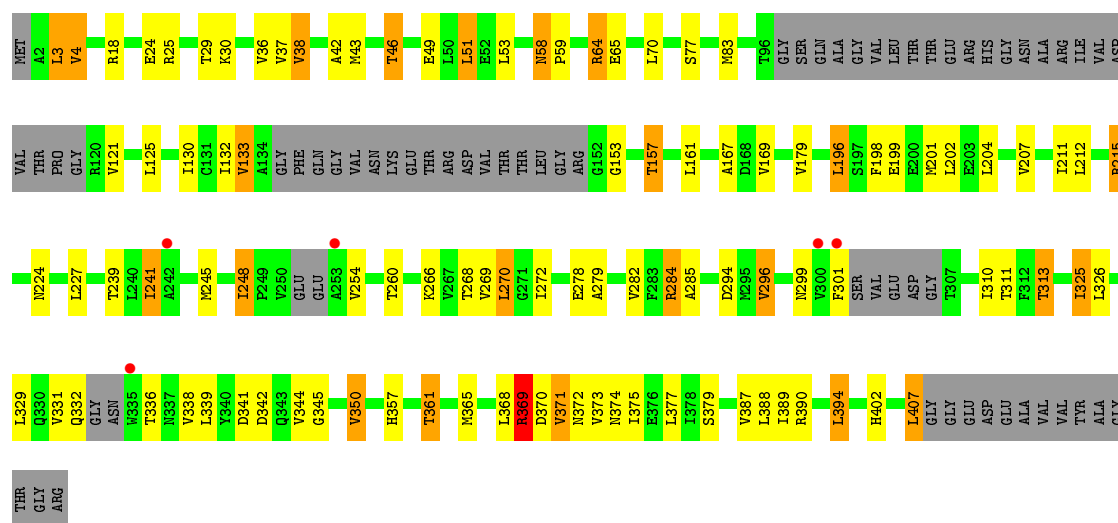 MET A2 L3 V4 R18 E24 R25 T29 K30 V36 V37 V38 A42 M43 T46 E49 L50 L51 E52 L53 N58 P59 R64 E65 L70 S77 M83 T96 GLY SER GLN ALA GLY VAL LEU THR THR GLU ARG HIS GLY ASN ALA ARG ILE VAL ASP
VAL THR PRO GLY R120 V121 L125 I130 C131 I132 V133 A134 GLY PHE GLN GLY VAL ASN LYS GLU THR ARG ASP VAL THR THR LEU GLY ARG G152 G153 T157 L161 A167 D168 V169 V179 L196 S197 F198 E199 E200 M201 L202 E203 L204 V207 I211 L212 R215
N224 L227 T239 L240 I241 A242 M245 I248 P249 V250 GLU GLU A253 V254 T260 K266 V267 T268 V269 L270 G271 I272 E278 A279 V282 F283 R284 A285 D294 M295 V296 N299 V300 F301 SER VAL GLU ASP GLY T307 I310 T311 F312 T313 I325 L326
L329 Q330 V331 Q332 GLY ASN W335 T336 N337 V338 L339 Y340 D341 D342 Q343 V344 G345 V350 H357 T361 M365 L368 R369 D370 V371 N372 V373 N374 I375 E376 L377 I378 S379 V387 L388 I389 R390 L394 H402 L407 GLY GLY GLU ASP GLU ALA VAL VAL TYR ALA GLY
THR GLY ARG